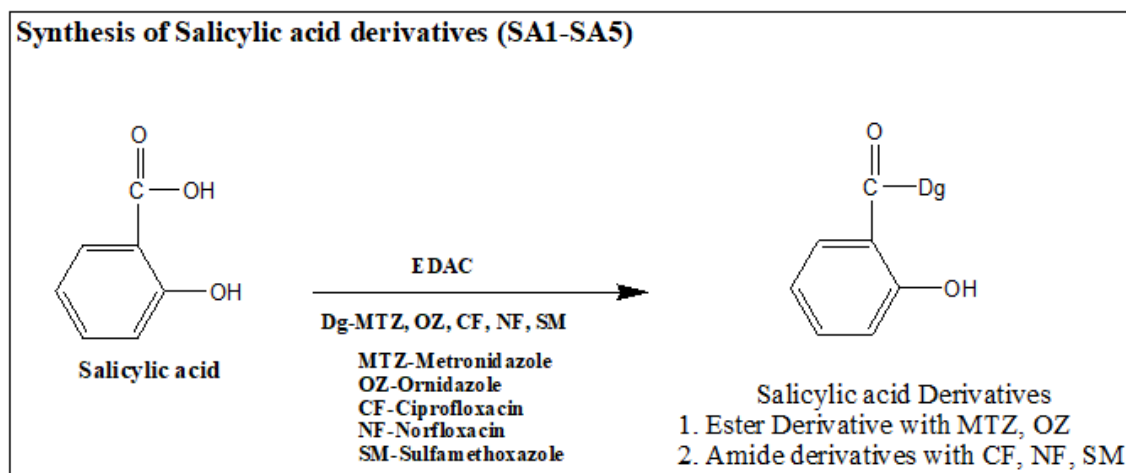 Synthesis of Salicylic acid derivatives (SA1-SA5)
O
C
OH
OH
Salicylic acid
EDAC
Dg-MTZ, OZ, CF, NF, SM
MTZ-Metronidazole
OZ-Ornidazole
CF-Ciprofloxacin
NF-Norfloxacin
SM-Sulfamethoxazole
O
C
Dg
OH
Salicylic acid Derivatives
1. Ester Derivative with MTZ, OZ
2. Amide derivatives with CF, NF, SM